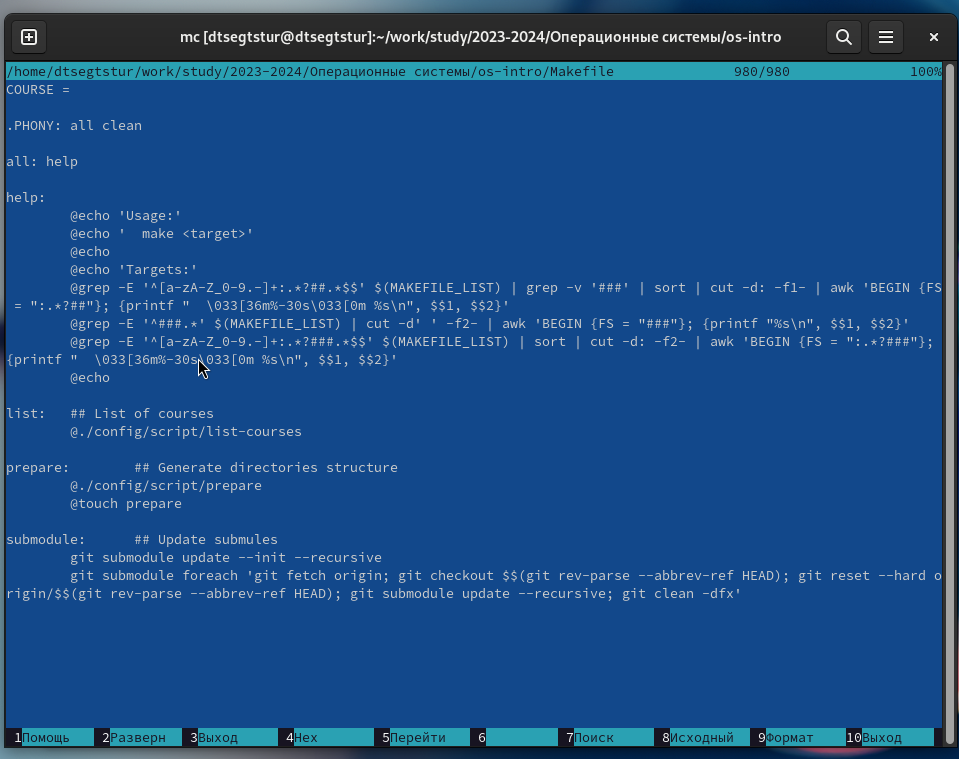 mc [dtsegtstur@dtsegtstur]:~/work/study/2023-2024/Операционные системы/os-intro
/home/dtsegtstur/work/study/2023-2024/Операционные системы/os-intro/Makefile 980/980 100%
COURSE =
.PHONY: all clean
all: help
help:
@echo 'Usage:'
@echo '  make <target>'
@echo
@echo 'Targets:'
@grep -E '^[a-zA-Z_0-9.-]+:.*?##.*$$' $(MAKEFILE_LIST) | grep -v '###' | sort | cut -d: -f1- | awk 'BEGIN {FS
= ":.*?##"}; {printf "  \033[36m%-30s\033[0m %s\n", $$1, $$2}'
@grep -E '^###.*' $(MAKEFILE_LIST) | cut -d' ' -f2- | awk 'BEGIN {FS = "###"}; {printf "%s\n", $$1, $$2}'
@grep -E '^[a-zA-Z_0-9.-]+:.*?###.*$$' $(MAKEFILE_LIST) | sort | cut -d: -f2- | awk 'BEGIN {FS = ":.*?###"};
{printf "  \033[36m%-30s\033[0m %s\n", $$1, $$2}'
@echo
list:   ## List of courses
@./config/script/list-courses
prepare:        ## Generate directories structure
@./config/script/prepare
@touch prepare
submodule:      ## Update submules
git submodule update --init --recursive
git submodule foreach 'git fetch origin; git checkout $$(git rev-parse --abbrev-ref HEAD); git reset --hard o
rigin/$$(git rev-parse --abbrev-ref HEAD); git submodule update --recursive; git clean -dfx'
1Помощь 2Разверн 3Выход 4Hex 5Перейти 6 7Поиск 8Исходный 9Формат 10Выход